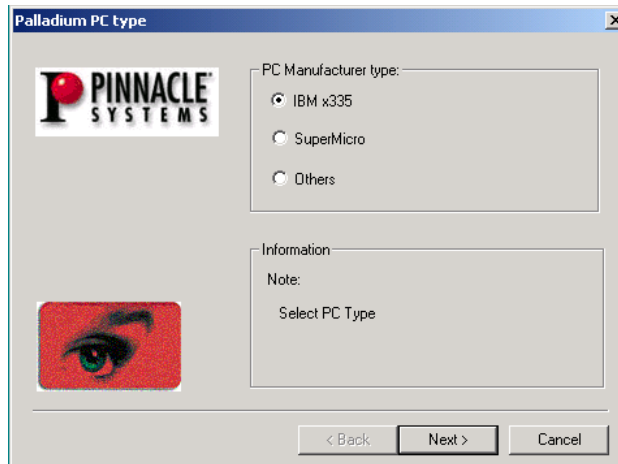 Palladium PC type
PINNACLE
SYSTEMS
PC Manufacturer type:
IBM x335
SuperMicro
Others
Information
Note:
Select PC Type
< Back
Next >
Cancel